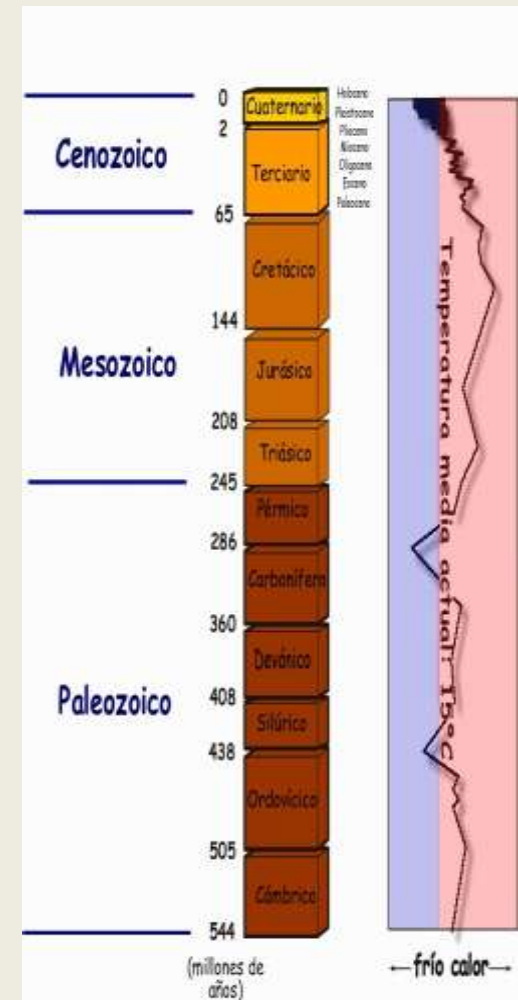 0
Cuaternario
Holoceno
Pleistoceno
2
Plioceno
Mioceno
Oligoceno
Eoceno
Paleoceno
Cenozoico
Terciario
65
Cretácico
144
Mesozoico
Jurásico
208
Triásico
245
Pérmico
286
Carbonífero
360
Devónico
408
Paleozoico
Silúrico
438
Ordovícico
505
Cámbrico
544
(millones de
años)
Temperatura media actual: 15°C
←frío calor→